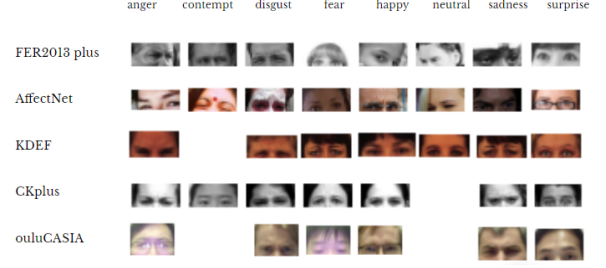 anger contempt disgust fear happy neutral sadness surprise
FER2013 plus
AffectNet
KDEF
CKplus
ouluCASIA